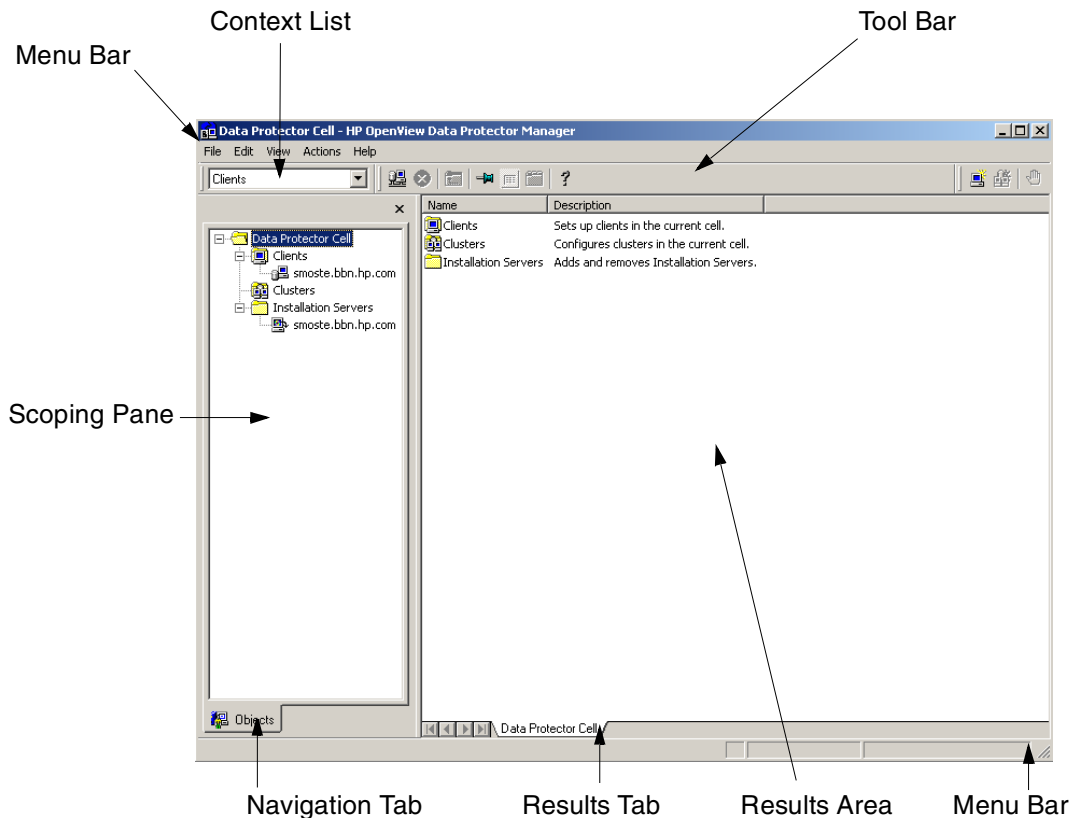 Context List
Tool Bar
Menu Bar
Data Protector Cell - HP OpenView Data Protector Manager
File Edit View Actions Help
Clients
?
Name Description
Clients Sets up clients in the current cell.
Clusters Configures clusters in the current cell.
Installation Servers Adds and removes Installation Servers.
Data Protector Cell
Clients
smoste.bbn.hp.com
Clusters
Installation Servers
smoste.bbn.hp.com
Scoping Pane
Objects
Data Protector Cell
Navigation Tab
Results Tab
Results Area
Menu Bar